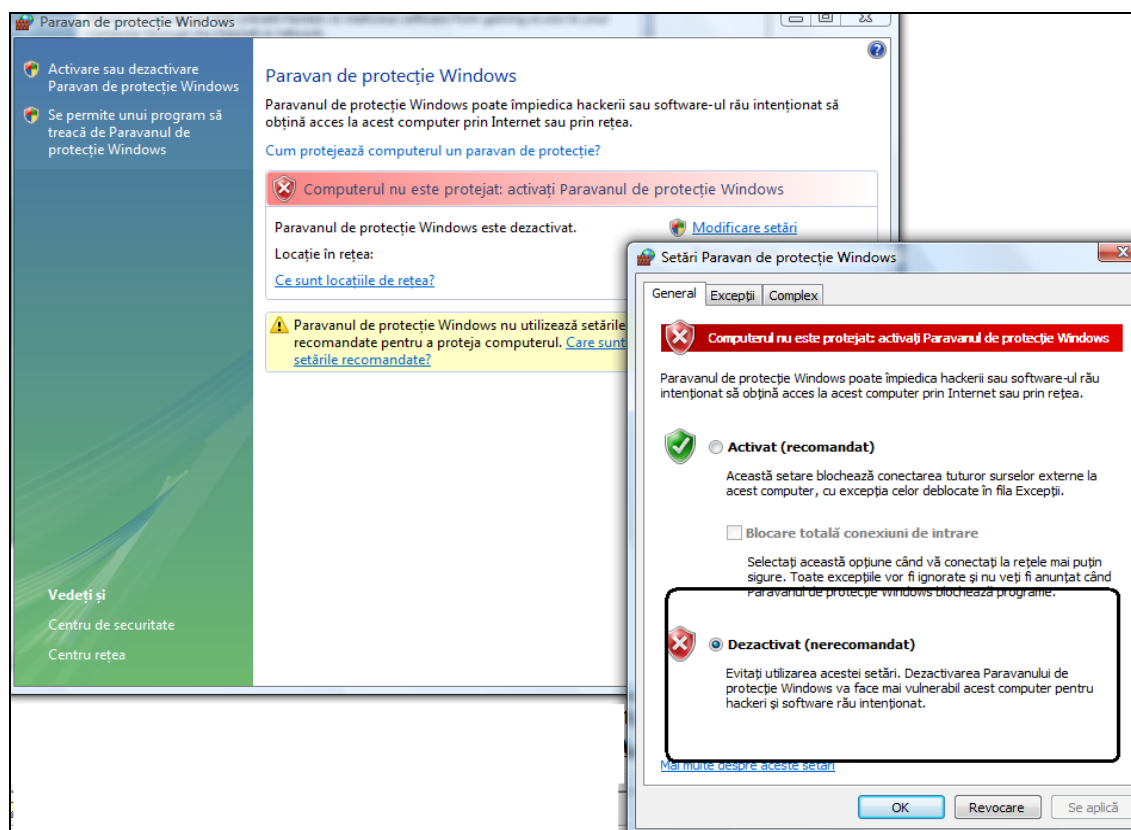 Paravan de protecție Windows
Activare sau dezactivare
Paravan de protecție Windows
Se permite unui program să
treacă de Paravanul de
protecție Windows
Vedeți și
Centru de securitate
Centru rețea
Paravan de protecție Windows
Paravanul de protecție Windows poate împiedica hackerii sau software-ul rău intenționat să
obțină acces la acest computer prin Internet sau prin rețea.
Cum protejează computerul un paravan de protecție?
Computerul nu este protejat: activați Paravanul de protecție Windows
Paravanul de protecție Windows este dezactivat.
Modificare setări
Locație în rețea:
Ce sunt locațiile de rețea?
Paravanul de protecție Windows nu utilizează setările
recomandate pentru a proteja computerul. Care sunt
setările recomandate?
Setări Paravan de protecție Windows
General
Excepții
Complex
Computerul nu este protejat: activați Paravanul de protecție Windows
Paravanul de protecție Windows poate împiedica hackerii sau software-ul rău
intenționat să obțină acces la acest computer prin Internet sau prin rețea.
Activat (recomandat)
Această setare blochează conectarea tuturor surselor externe la
acest computer, cu excepția celor deblocate în fila Excepții.
Blocare totală conexiuni de intrare
Selectați această opțiune când vă conectați la rețele mai puțin
sigure. Toate excepțiile vor fi ignorate și nu veți fi anunțat când
Paravanul de protecție Windows blochează programe.
Dezactivat (nerecomandat)
Evitați utilizarea acestei setări. Dezactivarea Paravanului de
protecție Windows va face mai vulnerabil acest computer pentru
hackeri și software rău intenționat.
Mai multe despre aceste setări
OK
Revocare
Se aplică